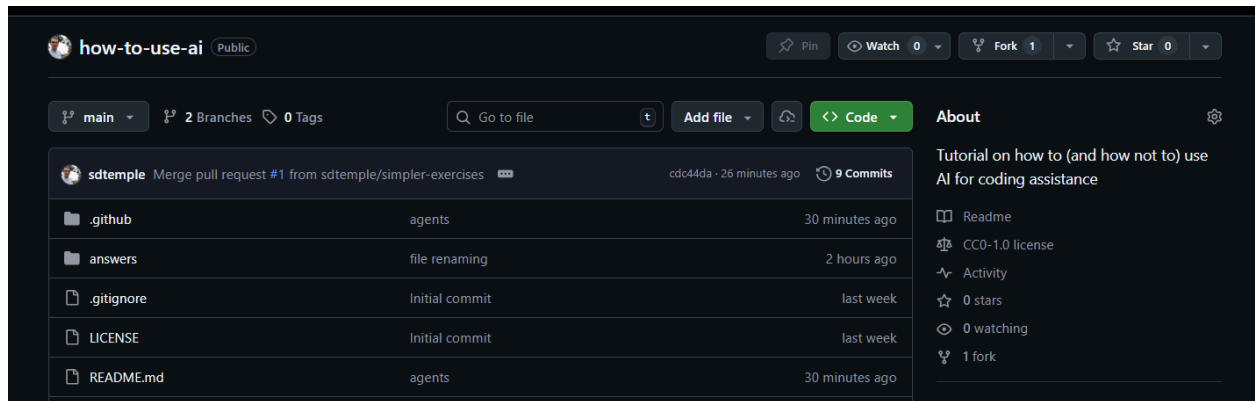 how-to-use-ai Public
Pin Watch 0 Fork 1 Star 0
main 2 Branches 0 Tags Go to file t Add file Code
sdtemple Merge pull request #1 from sdtemple/simpler-exercises cdc44da · 26 minutes ago 9 Commits
.github agents 30 minutes ago
answers file renaming 2 hours ago
.gitignore Initial commit last week
LICENSE Initial commit last week
README.md agents 30 minutes ago
About
Tutorial on how to (and how not to) use
AI for coding assistance
Readme
CC0-1.0 license
Activity
0 stars
0 watching
1 fork